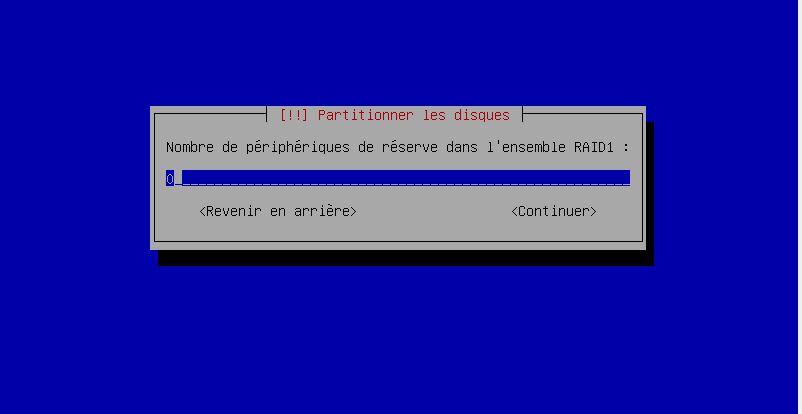 [!!] Partitionner les disques
Nombre de périphériques de réserve dans l'ensemble RAID1 :
0
<Revenir en arrière> <Continuer>